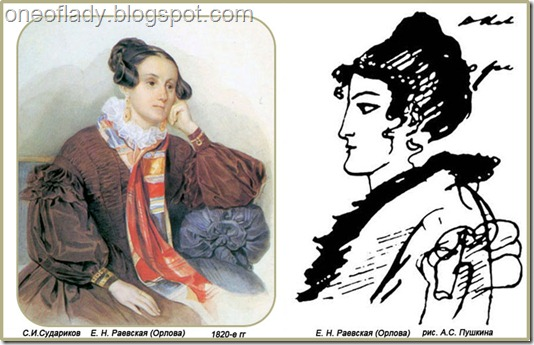 oneoflady.blogspot.com
С.И.Судариков Е. Н. Раевская (Орлова) 1820-е гг
Е. Н. Раевская (Орлова) рис. А.С. Пушкина